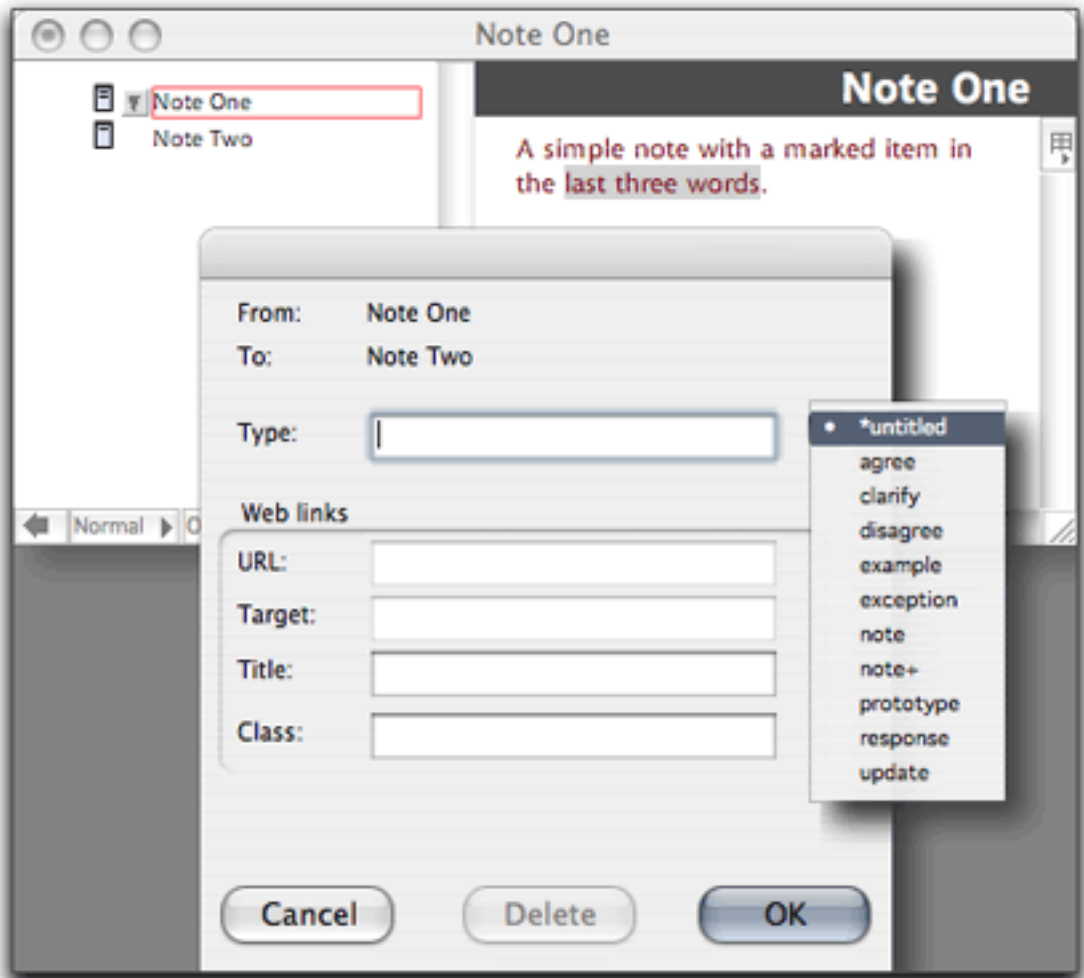 Note One
Note One
Note Two
Note One
A simple note with a marked item in
the last three words.
Normal
O
From: Note One
To: Note Two
Type:
Web links
URL:
Target:
Title:
Class:
*untitled
agree
clarify
disagree
example
exception
note
note+
prototype
response
update
Cancel Delete OK